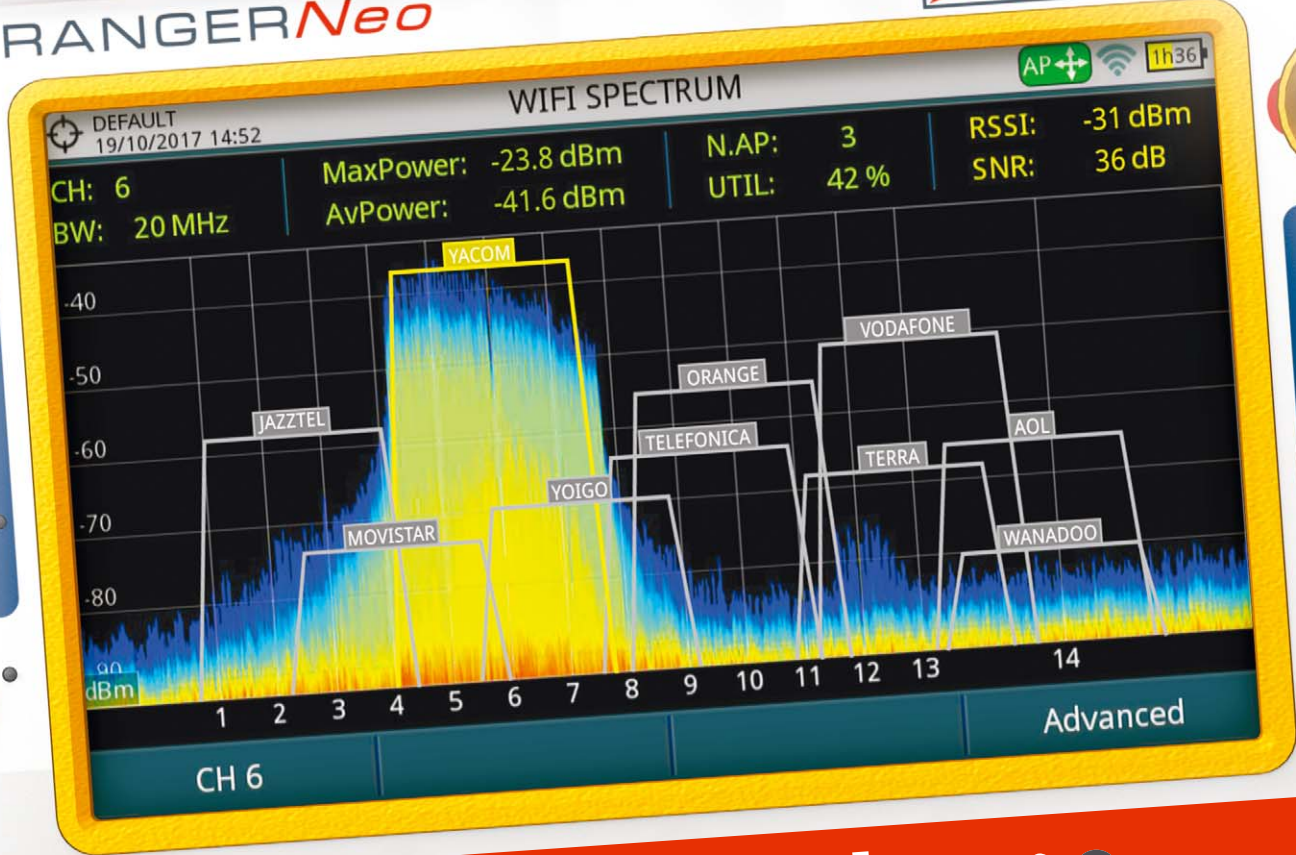 RANGERNeo
WIFI SPECTRUM
AP
1h36
DEFAULT
19/10/2017 14:52
CH: 6
BW: 20 MHz
MaxPower: -23.8 dBm
AvPower: -41.6 dBm
N.AP: 3
UTIL: 42 %
RSSI: -31 dBm
SNR: 36 dB
YACOM
-40
VODAFONE
-50
ORANGE
JAZZTEL
AOL
TELEFONICA
-60
TERRA
YOIGO
-70
MOVISTAR
WANADOO
-80
90
dBm
1 2 3 4 5 6 7 8 9 10 11 12 13 14
CH 6
Advanced